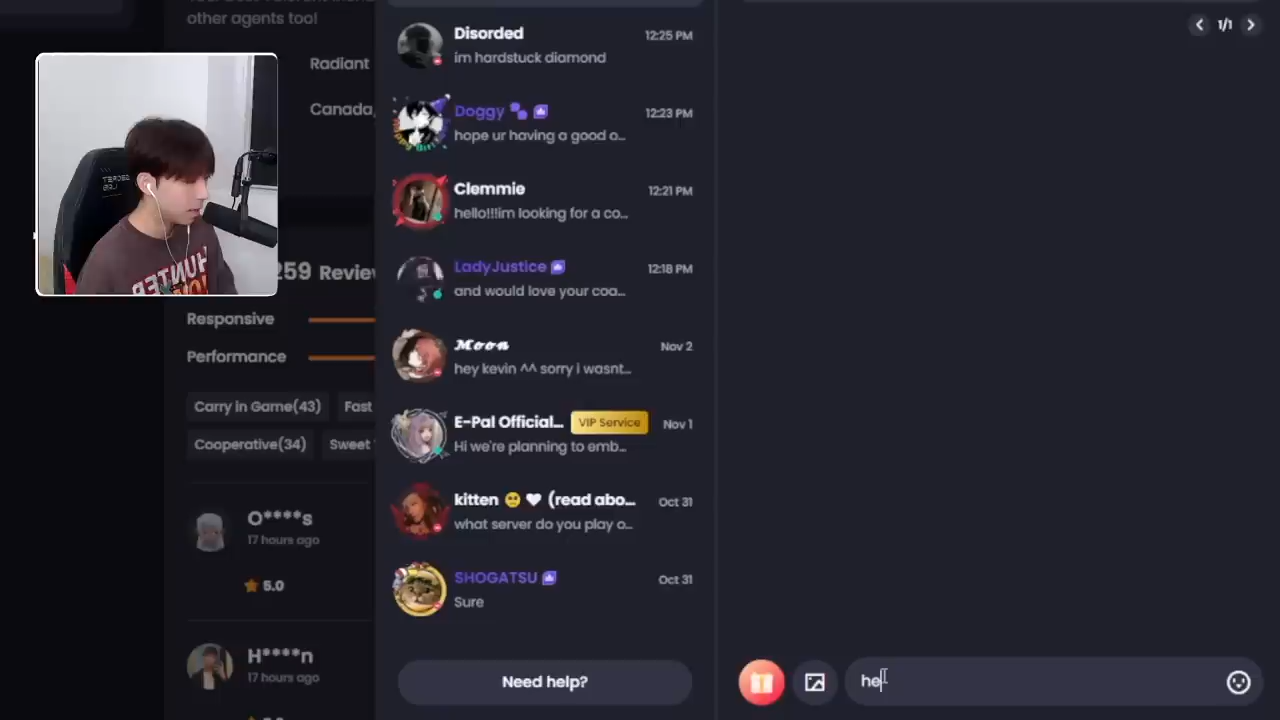 other agents too!
Radiant
Canada,
259 Review
Responsive
Performance
Carry in Game(43)
Fast
Cooperative(34)
Sweet
O****s
17 hours ago
5.0
H****n
17 hours ago
Disorded
12:25 PM
im hardstuck diamond
Doggy
12:23 PM
hope ur having a good o...
Clemmie
12:21 PM
hello!!!im looking for a co...
LadyJustice
12:18 PM
and would love your coa...
𝓜𝓸𝓸𝓷
Nov 2
hey kevin ^^ sorry i wasnt...
E-Pal Official...
VIP Service
Nov 1
Hi we're planning to emb...
kitten 🥺 ♥ (read abo...
Oct 31
what server do you play o...
SHOGATSU
Oct 31
Sure
Need help?
1/1
he